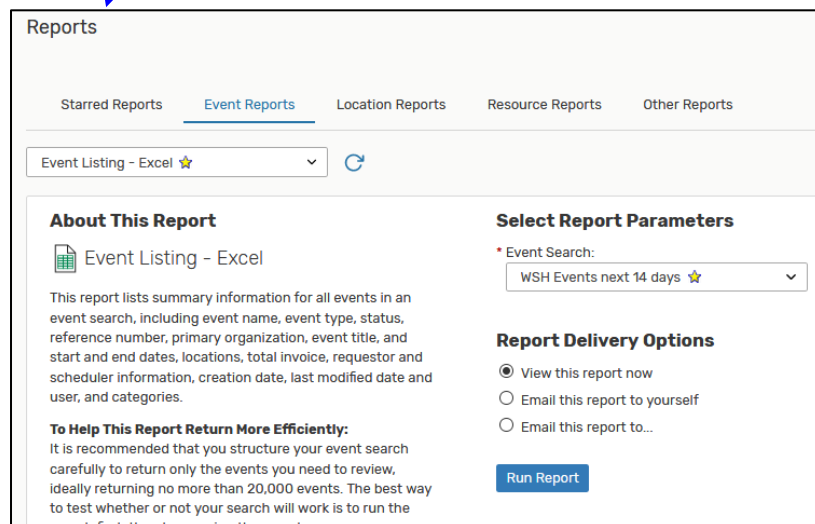 Reports
Starred Reports Event Reports Location Reports Resource Reports Other Reports
Event Listing - Excel
About This Report
Event Listing - Excel
This report lists summary information for all events in an
event search, including event name, event type, status,
reference number, primary organization, event title, and
start and end dates, locations, total invoice, requestor and
scheduler information, creation date, last modified date and
user, and categories.
To Help This Report Return More Efficiently:
It is recommended that you structure your event search
carefully to return only the events you need to review,
ideally returning no more than 20,000 events. The best way
to test whether or not your search will work is to run the
Select Report Parameters
* Event Search:
WSH Events next 14 days
Report Delivery Options
View this report now
Email this report to yourself
Email this report to...
Run Report